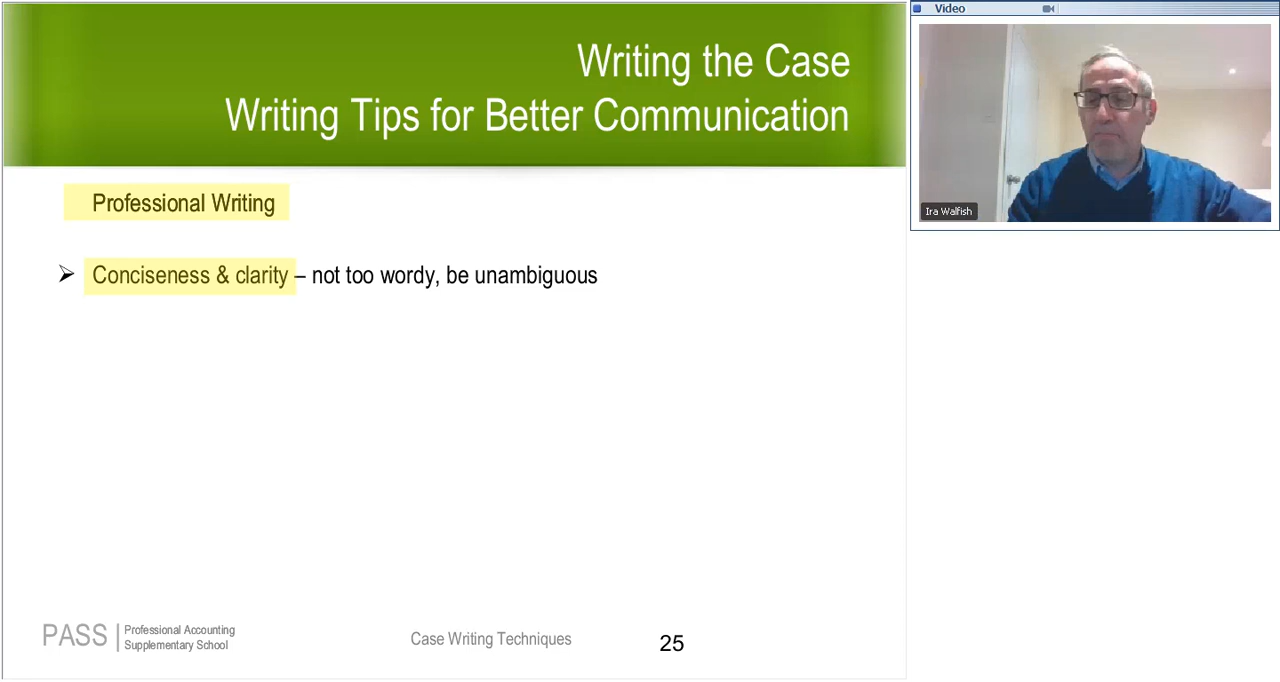 Writing the Case
Writing Tips for Better Communication
Professional Writing
Conciseness & clarity – not too wordy, be unambiguous
PASS
Professional Accounting
Supplementary School
Case Writing Techniques
25
Video
Ira Walfish